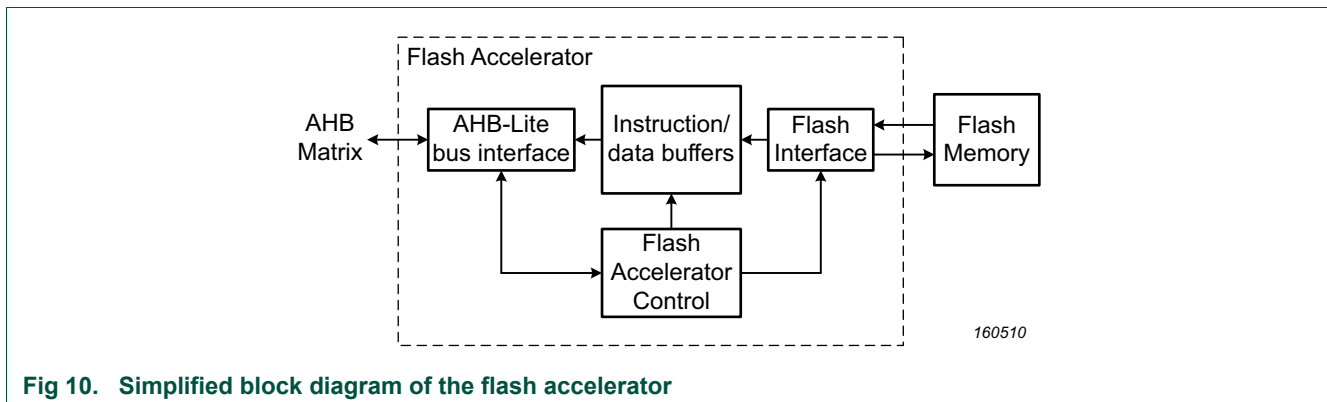 Flash Accelerator
AHB
Matrix
AHB-Lite
bus interface
Instruction/
data buffers
Flash
Interface
Flash
Memory
Flash
Accelerator
Control
160510
Fig 10. Simplified block diagram of the flash accelerator